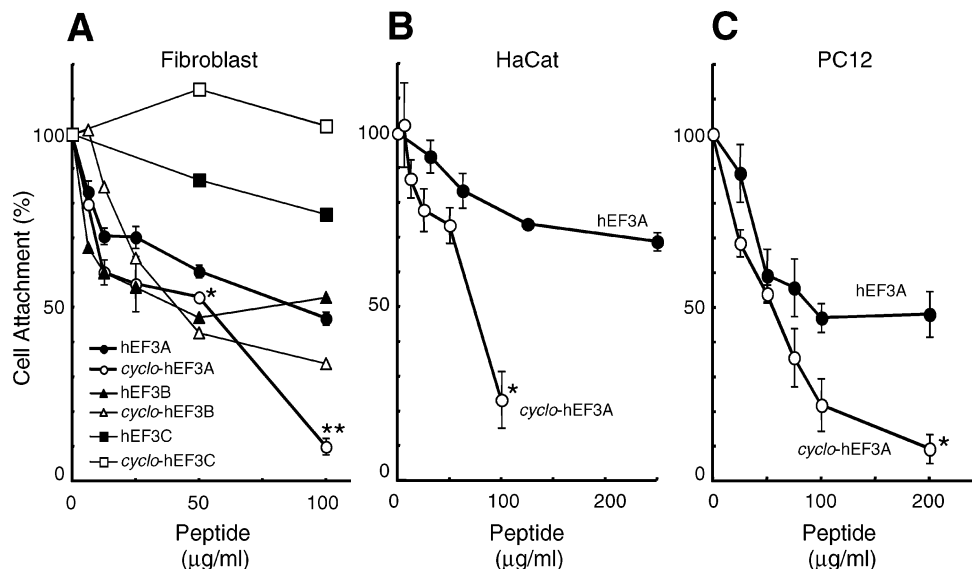 A
Fibroblast
100
50
0
Cell Attachment (%)
hEF3A
cyclo-hEF3A
hEF3B
cyclo-hEF3B
hEF3C
cyclo-hEF3C
*
**
0
50
100
Peptide
(μg/ml)
B
HaCat
100
50
0
hEF3A
*
cyclo-hEF3A
0
100
200
Peptide
(μg/ml)
C
PC12
100
50
0
hEF3A
cyclo-hEF3A
*
0
100
200
Peptide
(μg/ml)